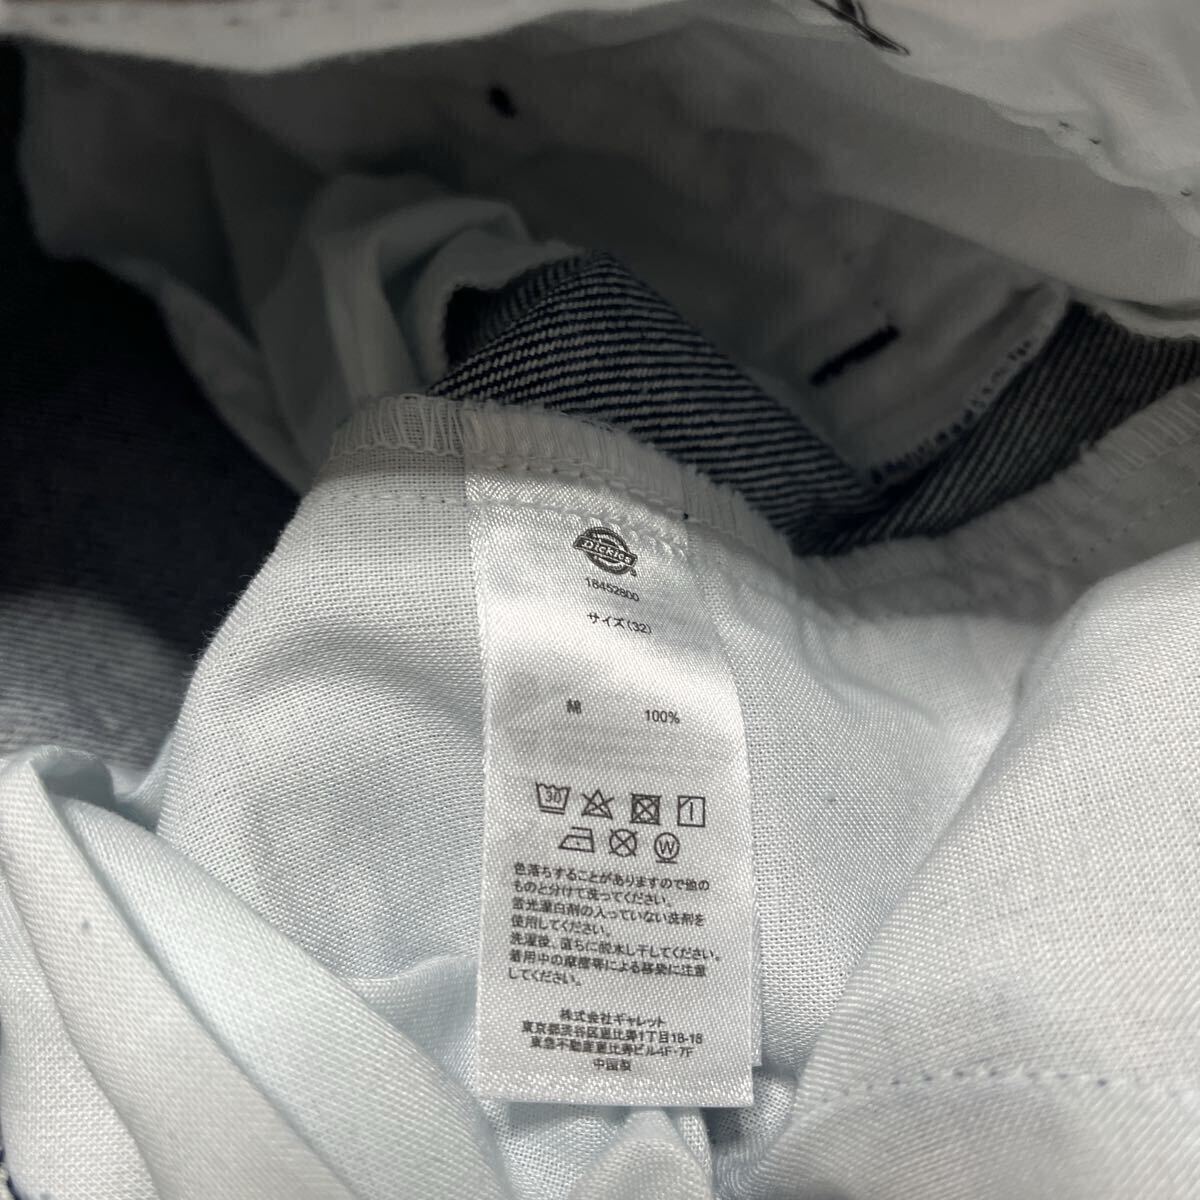 Dickies
18452800
サイズ(32)
綿 100%
30
W
色落ちすることがありますので他の
ものと分けて洗ってください。
蛍光漂白剤の入っていない洗剤を
使用してください。
洗濯後、直ちに脱水し干してください。
着用中の摩擦等による移染に注意
してください。
株式会社ギャレット
東京都渋谷区恵比寿1丁目18-18
東急不動産恵比寿ビル4F・7F
中国製